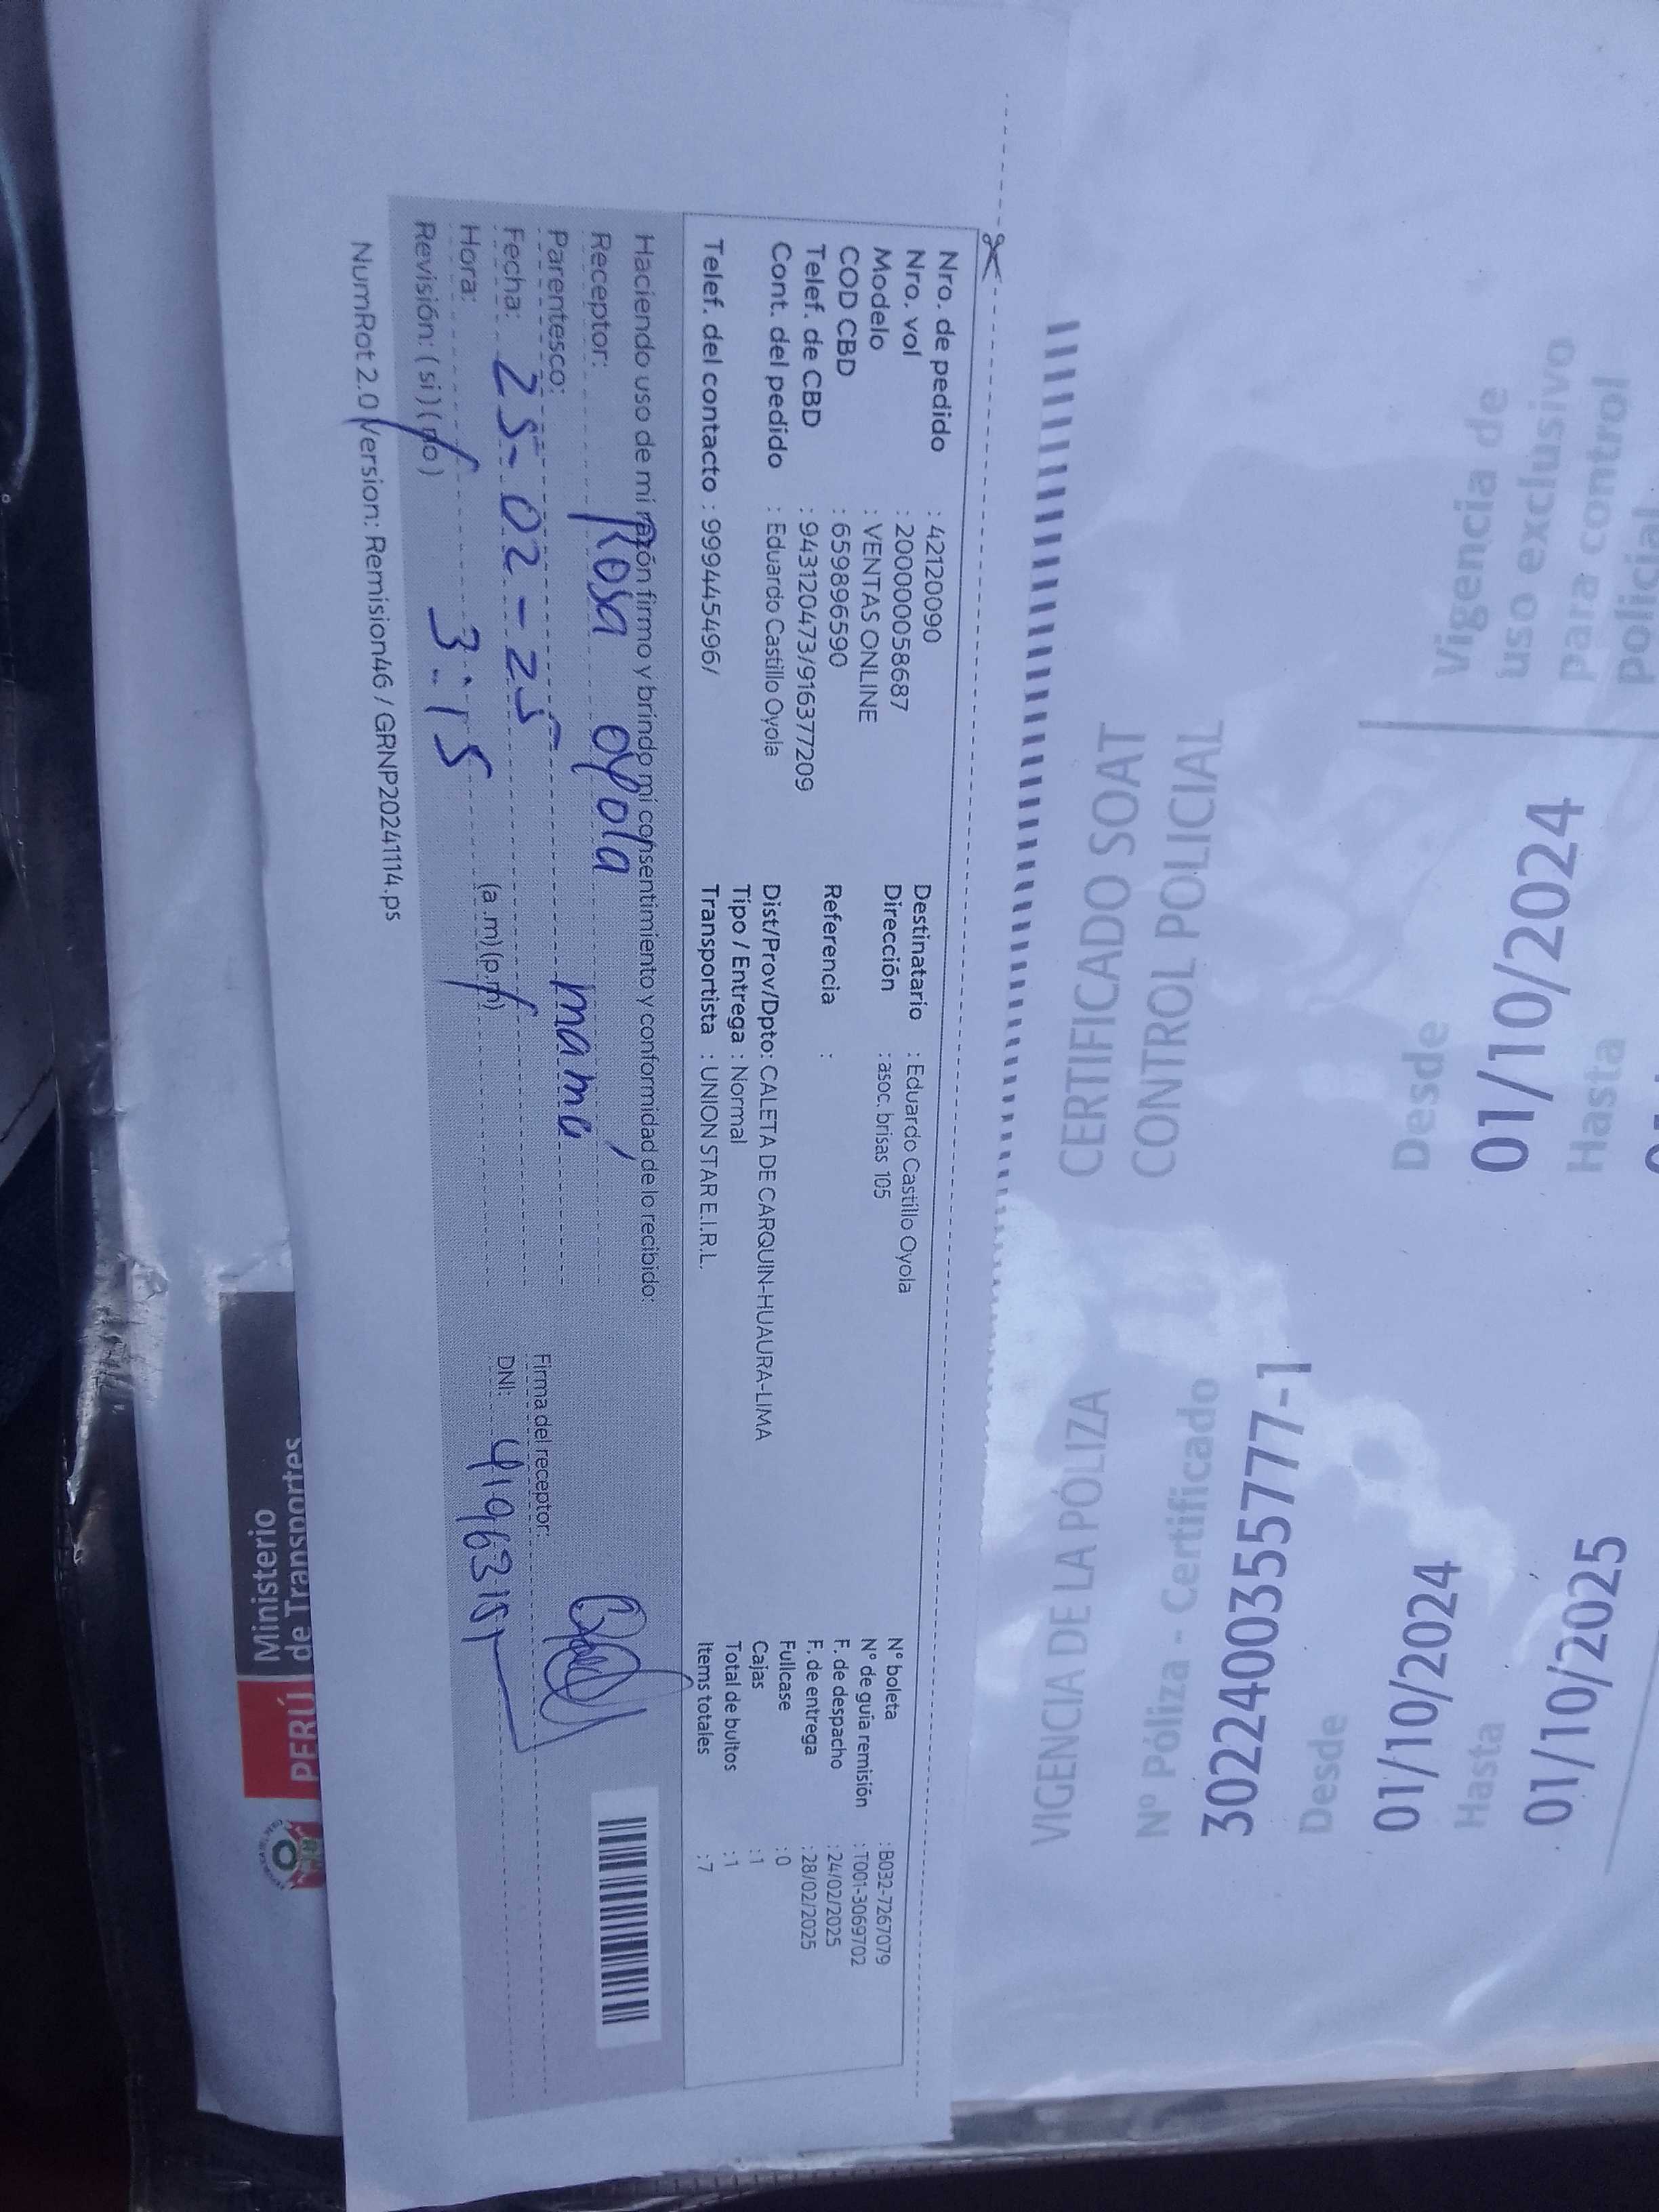 Nro. de pedido : 42120090
Nro. vol : 2000000058687
Modelo : VENTAS ONLINE
COD CBD : 6598896590
Telef. de CBD : 943120473/916377209
Cont. del pedido : Eduardo Castillo Oyola
Telef. del contacto : 999445496/
Destinatario : Eduardo Castillo Oyola
Dirección : asoc. brisas 105
Referencia :
Dist/Prov/Dpto: CALETA DE CARQUIN-HUAURA-LIMA
Tipo / Entrega : Normal
Transportista : UNION STAR E.I.R.L.
N° boleta : B032-7267079
N° de guia remisión : T001-3069702
F. de despacho : 24/02/2025
F. de entrega : 28/02/2025
Fullcase : 0
Cajas : 1
Total de bultos : 1
Items totales : 7
Haciendo uso de mi razón firmo y brindo mi consentimiento y conformidad de lo recibido:
Receptor: Rosa oyola
Parentesco: mamá
Fecha: 25-02-25
Hora: 3:15 (a.m)(p.m)
Revisión: (si)(no)
Firma del receptor:
DNI:
NumRot 2.0 Version: Remision46 / GRNP20241114.ps
CERTIFICADO SOAT
CONTROL POLICIAL
VIGENCIA DE LA PÓLIZA
Nº Póliza - Certificado
3022400355777-1
Desde
01/10/2024
Hasta
01/10/2025
Vigencia de
uso exclusivo
para control
policial
Desde
01/10/2024
Hasta
PERÚ
Ministerio
de Transportes